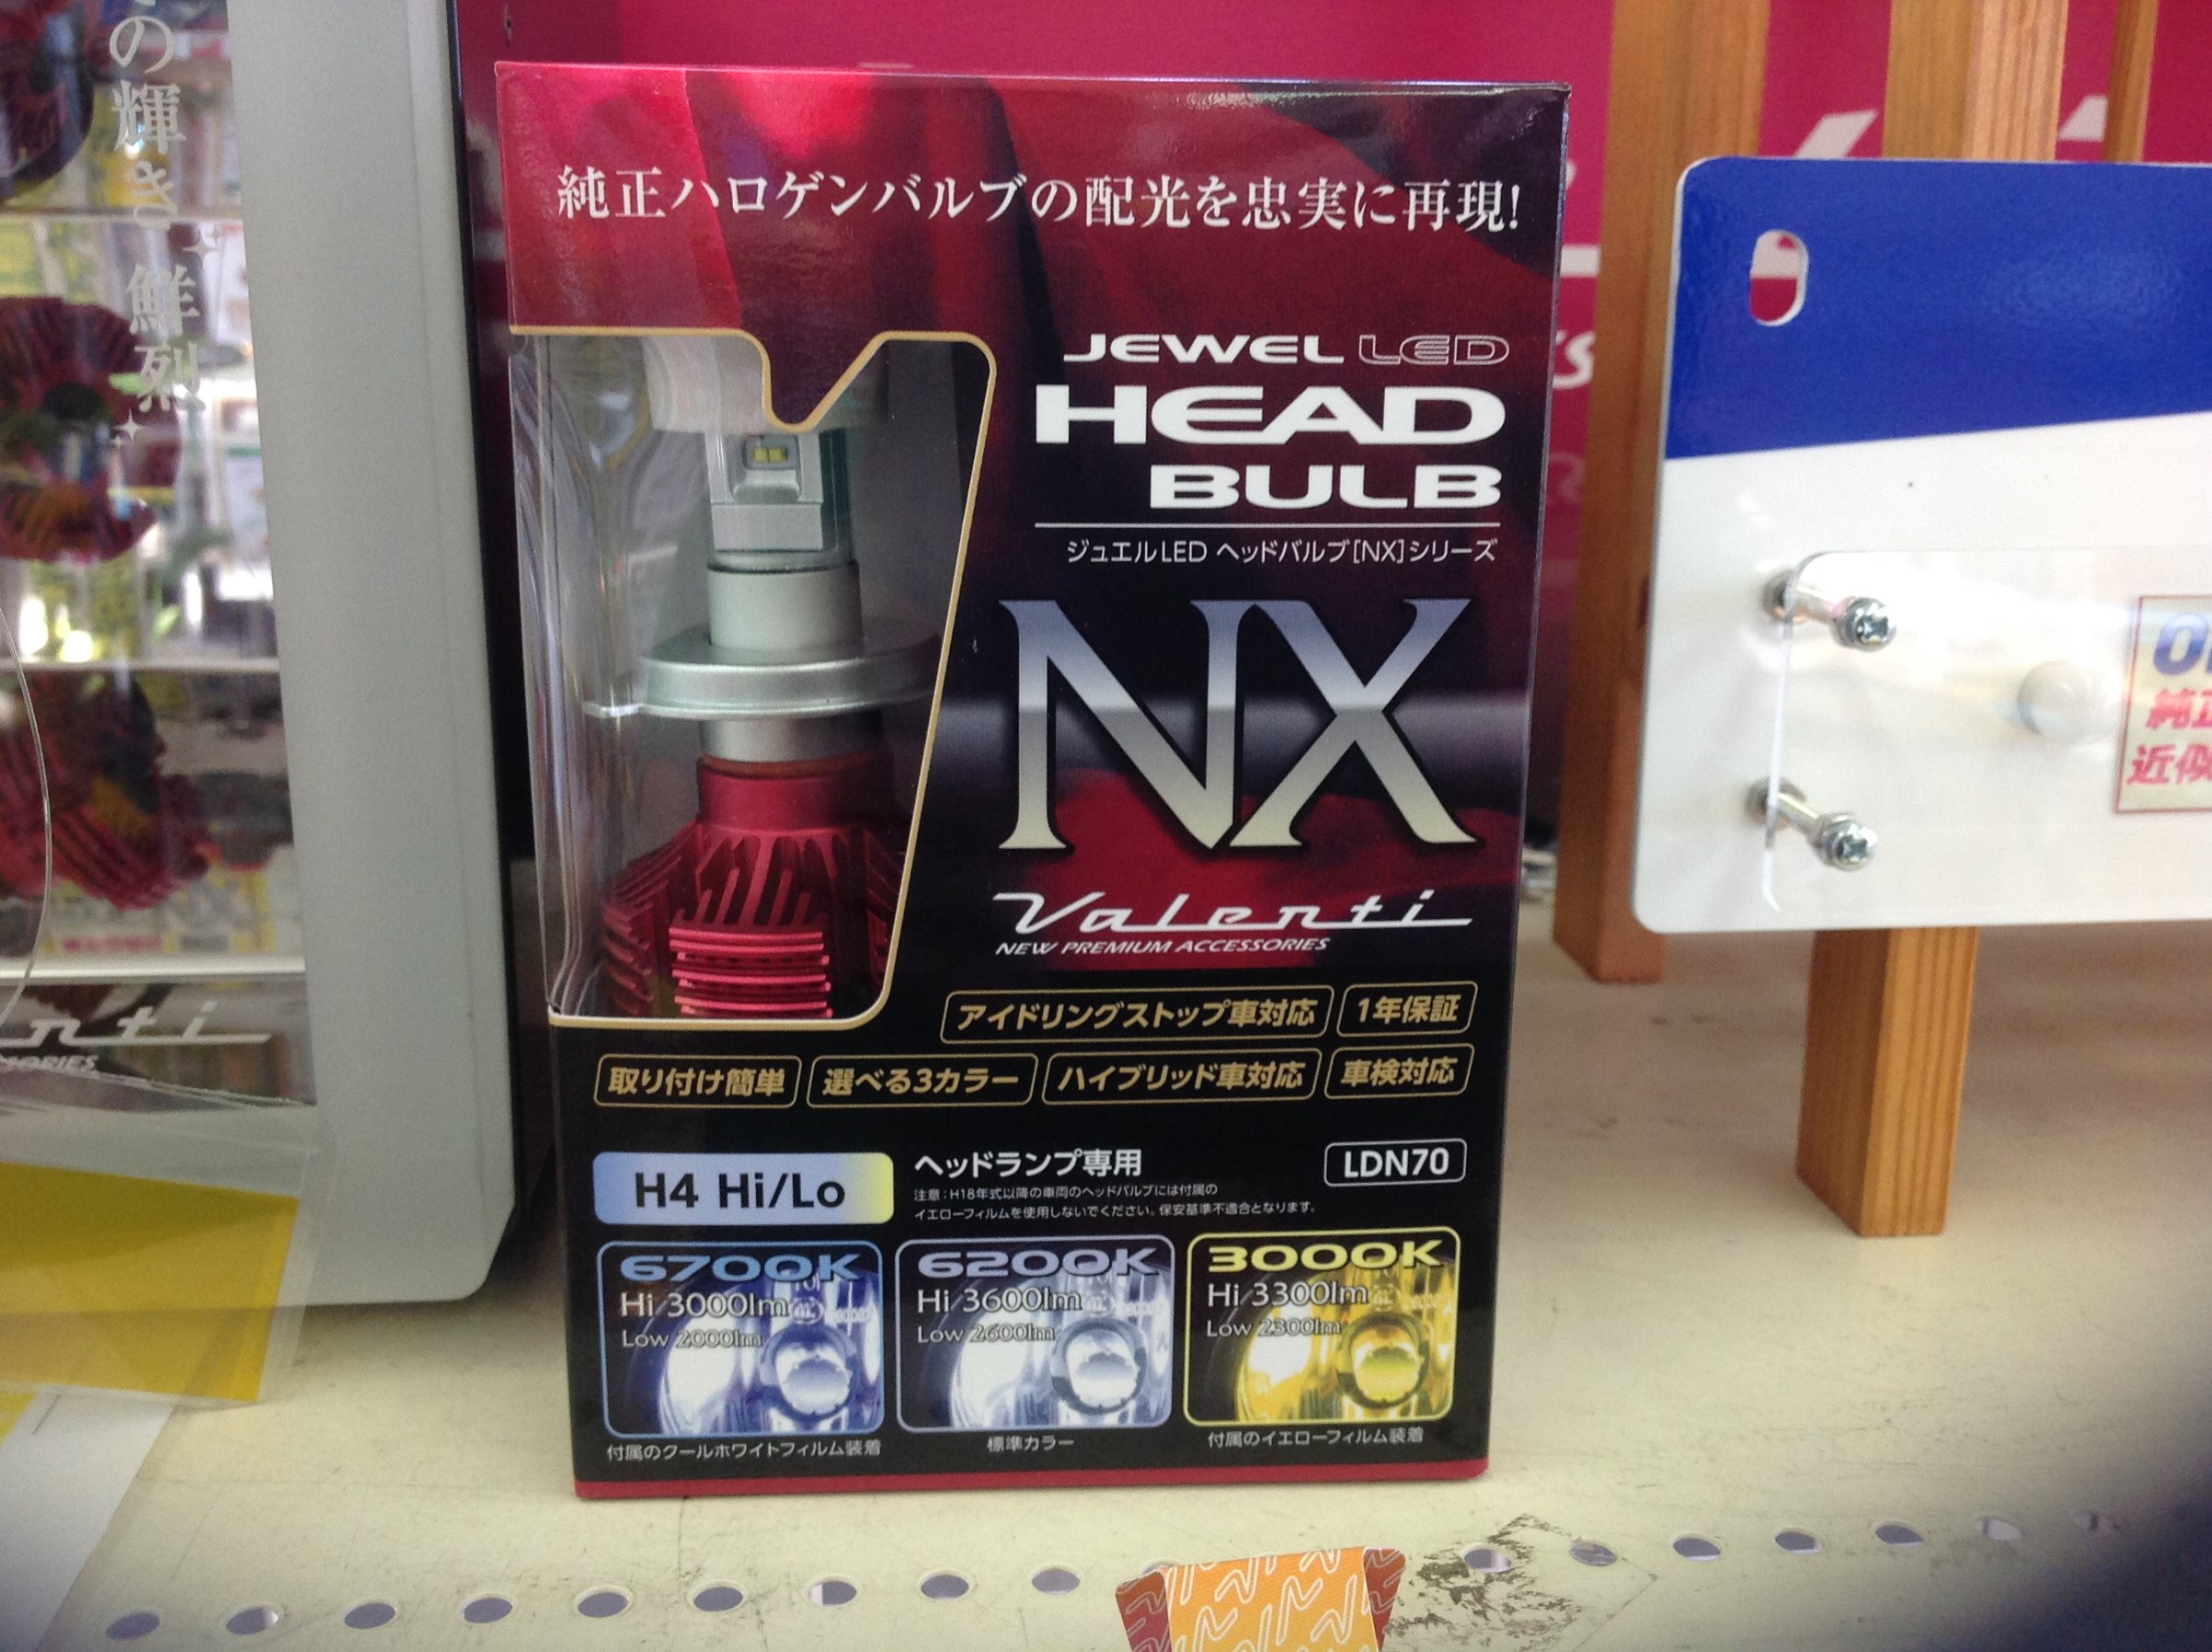 の輝き
鮮烈
純正ハロゲンバルブの配光を忠実に再現!
JEWEL LED
HEAD
BULB
ジュエルLED ヘッドバルブ[NX]シリーズ
NX
Valenti
NEW PREMIUM ACCESSORIES
アイドリングストップ車対応 1年保証
取り付け簡単 選べる3カラー ハイブリッド車対応 車検対応
H4 Hi/Lo
ヘッドランプ専用
LDN70
注意:H18年式以降の車両のヘッドバルブには付属の
イエローフィルムを使用しないでください。保安基準不適合となります。
6700K
Hi 3000lm
Low 2000lm
付属のクールホワイトフィルム装着
6200K
Hi 3600lm
Low 2600lm
標準カラー
3000K
Hi 3300lm
Low 2300lm
付属のイエローフィルム装着
純正
近似